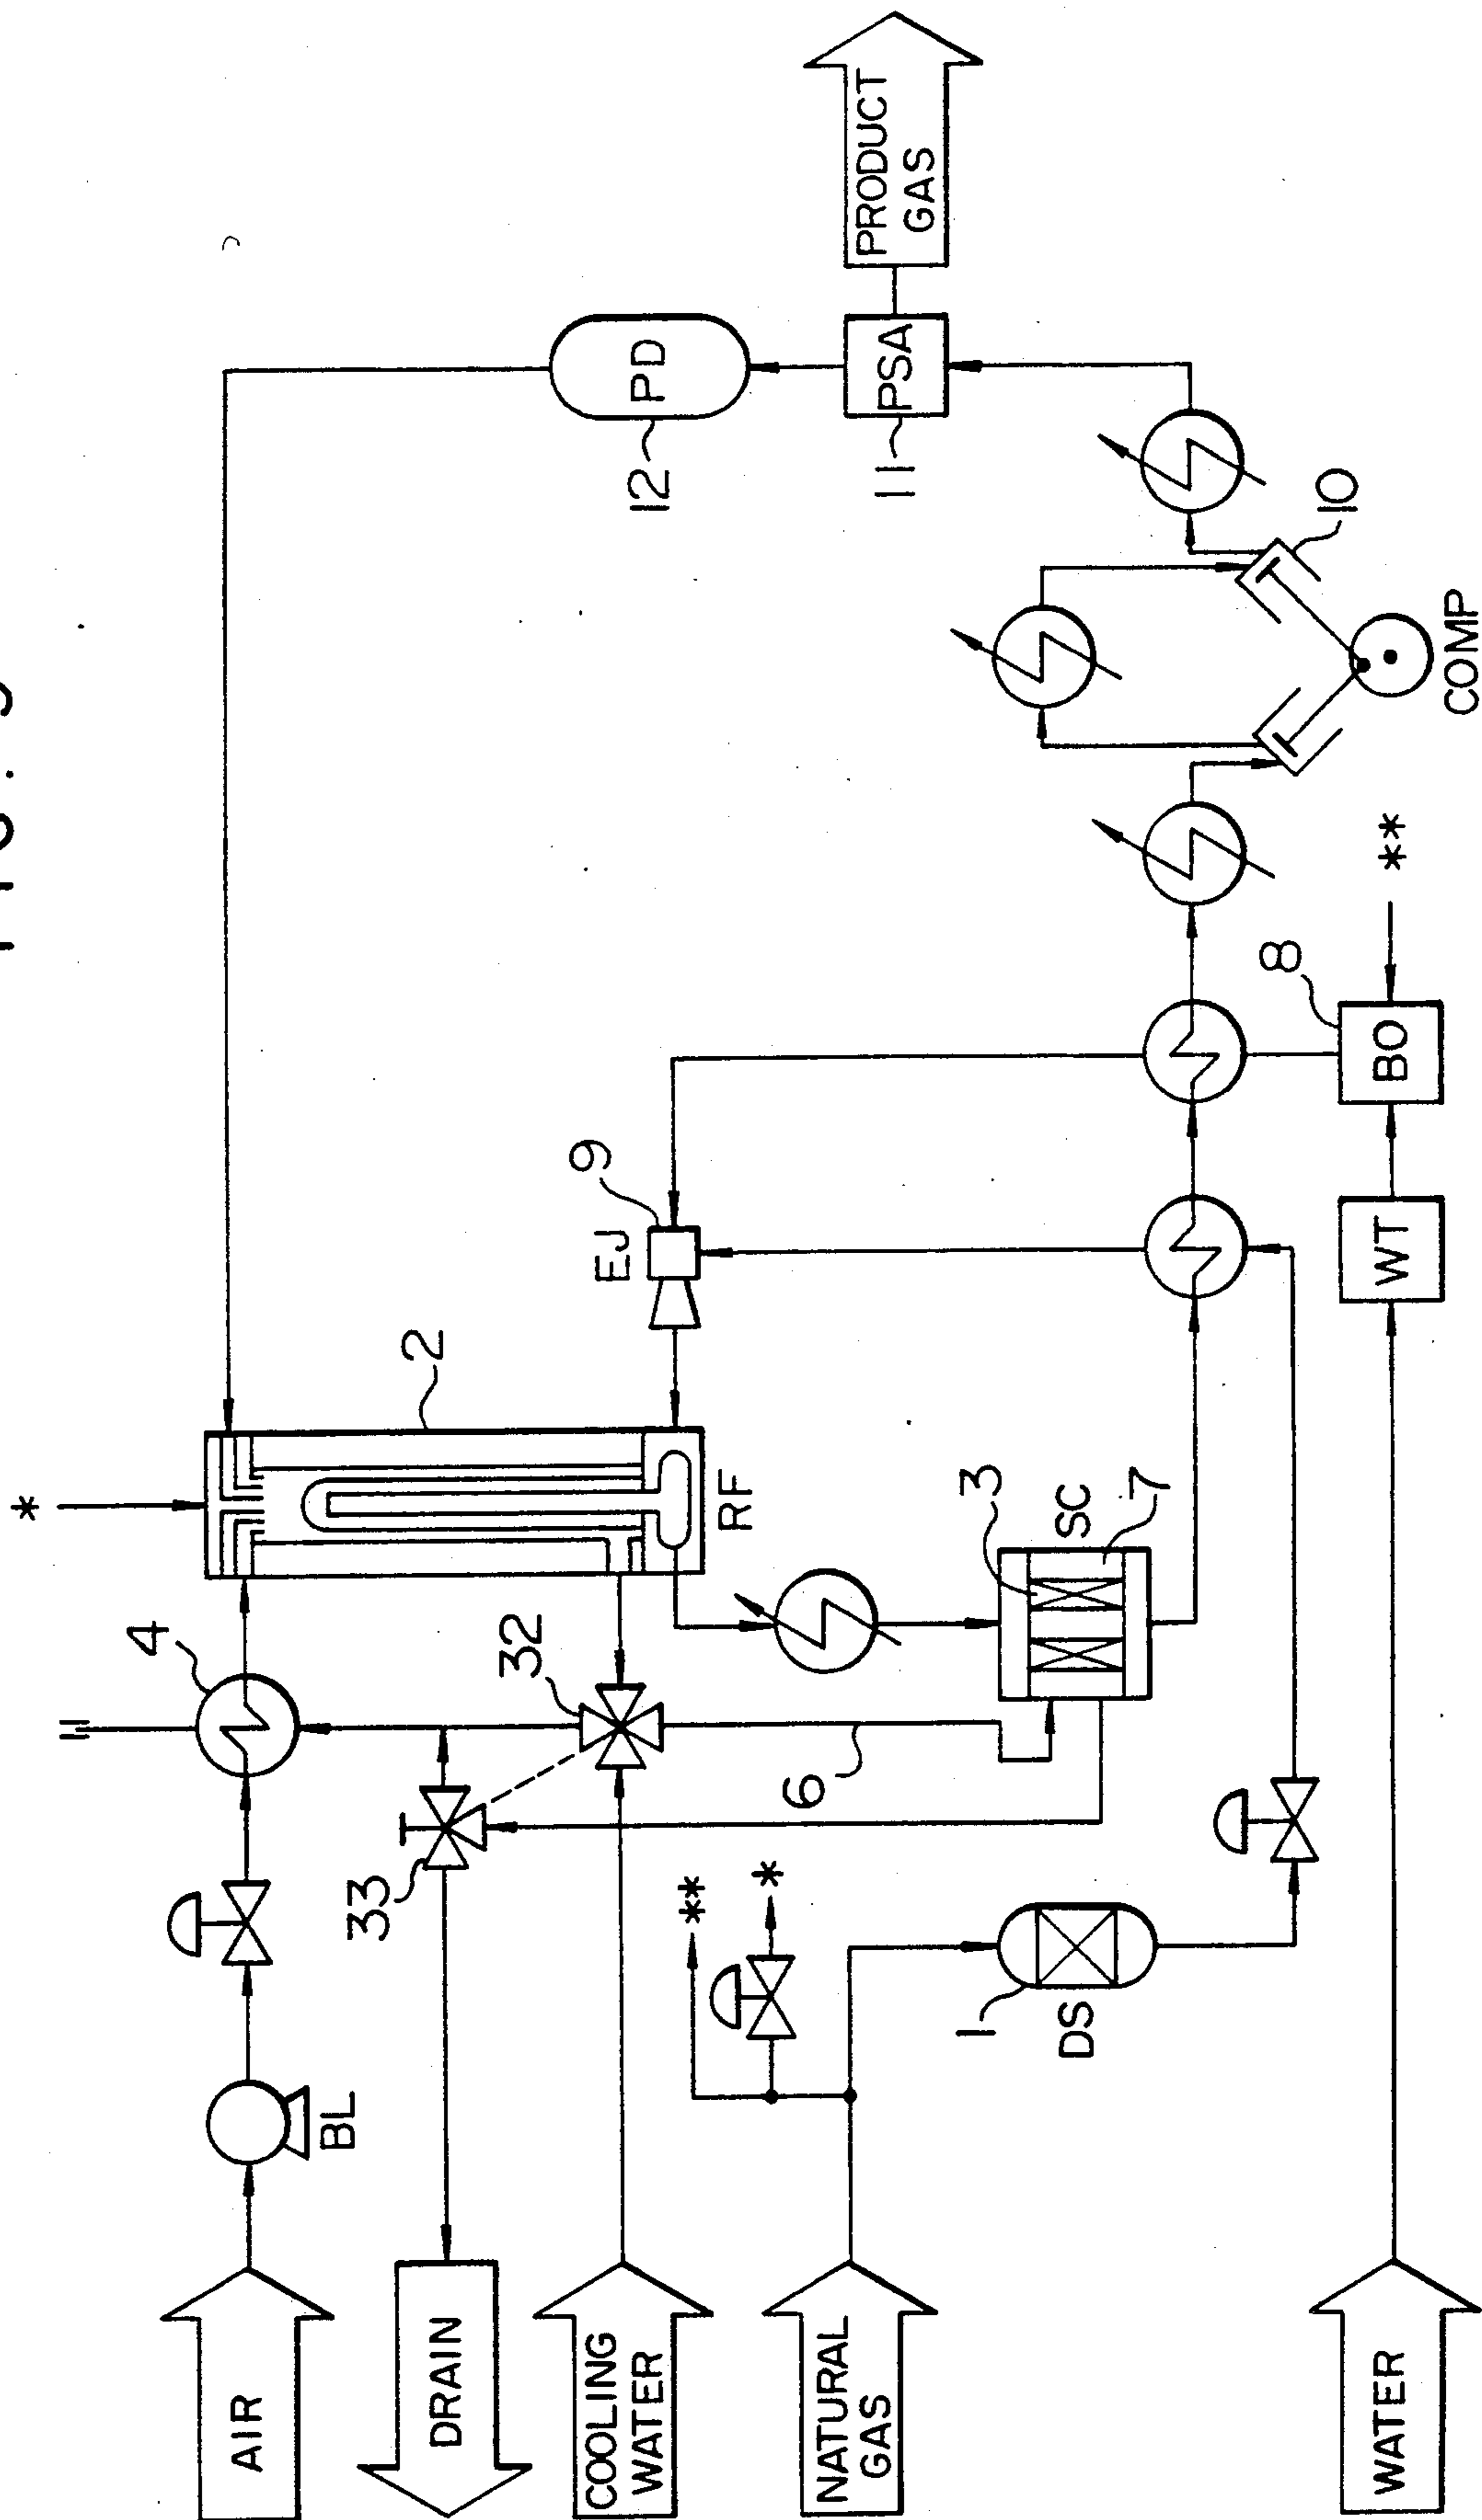 *
4
BL
AIR
33
DRAIN
32
COOLING
WATER
2
RF
6
**
*
NATURAL
GAS
1
DS
3
SC
7
9
EJ
WATER
WT
8
BO
**
COMP
10
12
PD
11
PSA
PRODUCT
GAS